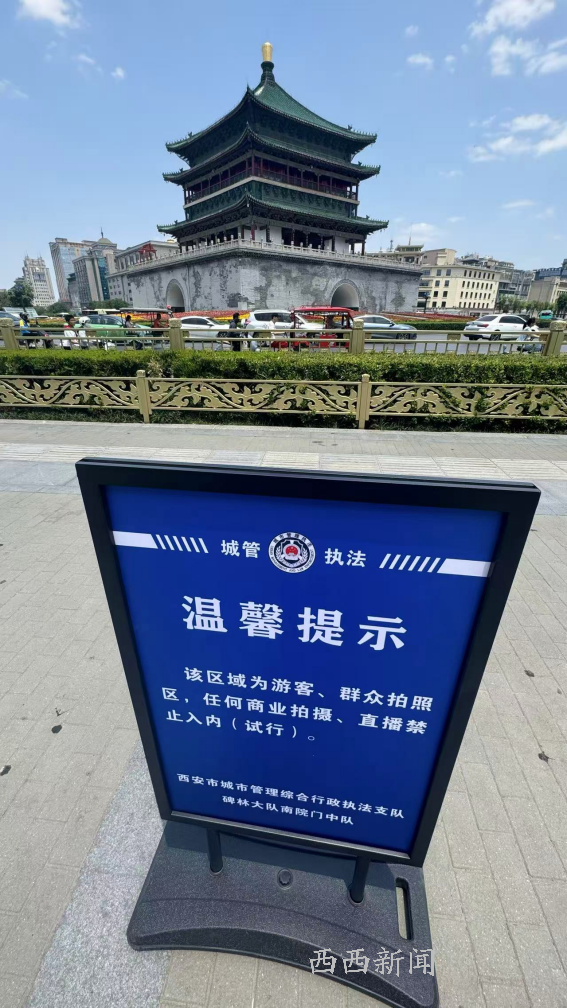 城管 执法
温馨提示
该区域为游客、群众拍照
区，任何商业拍摄、直播禁
止入内（试行）。
西安市城市管理综合行政执法支队
碑林大队南院门中队
西西新闻